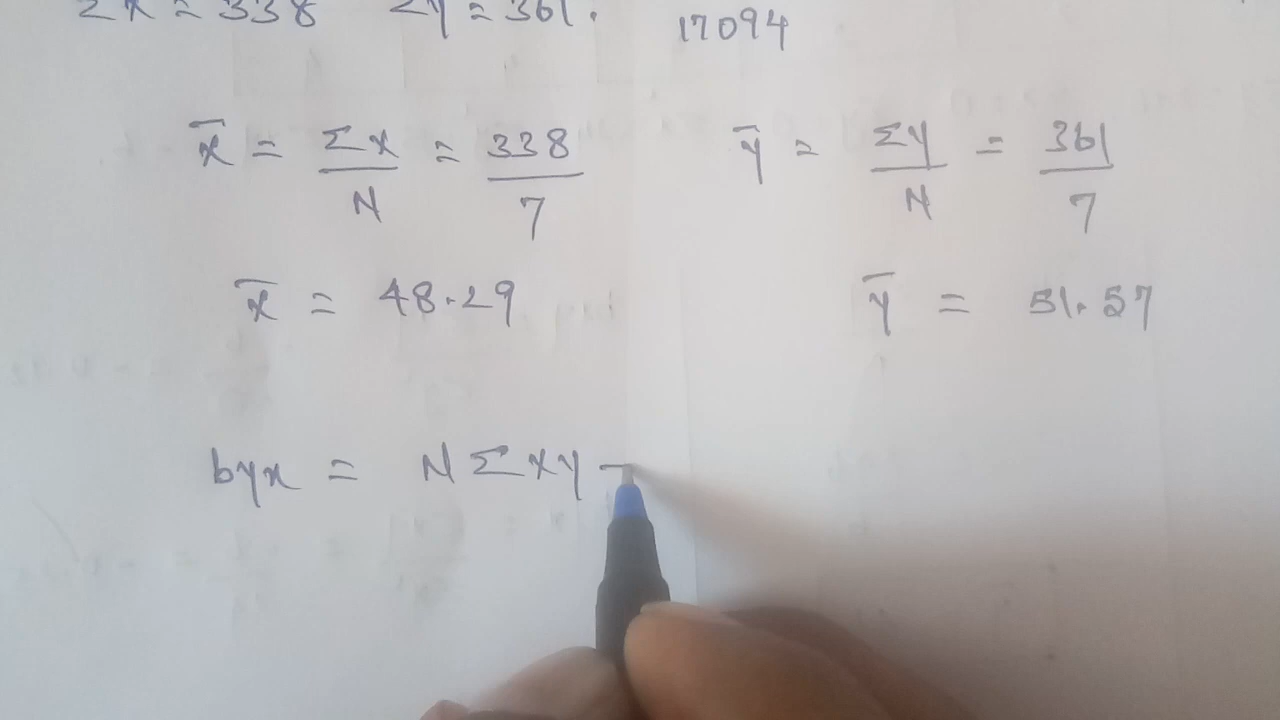 Σx = 338 Σy = 361. 17094
x̄ = Σx/N = 338/7 ȳ = Σy/N = 361/7
x̄ = 48.29 ȳ = 51.57
byx = NΣxy –